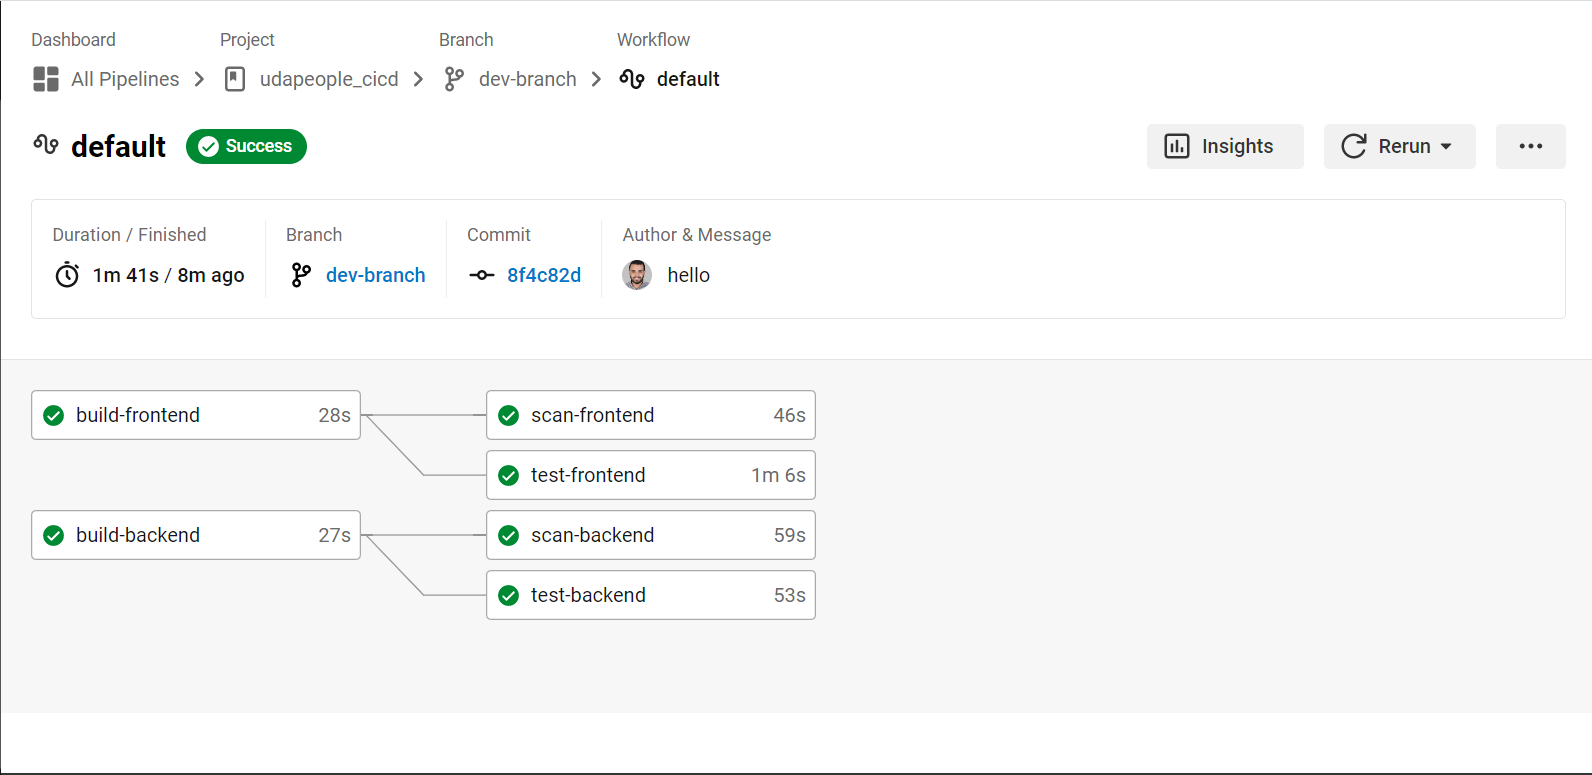 Dashboard Project Branch Workflow
All Pipelines udapeople_cicd dev-branch default
default Success Insights Rerun
Duration / Finished Branch Commit Author & Message
1m 41s / 8m ago dev-branch 8f4c82d hello
build-frontend 28s scan-frontend 46s
test-frontend 1m 6s
build-backend 27s scan-backend 59s
test-backend 53s